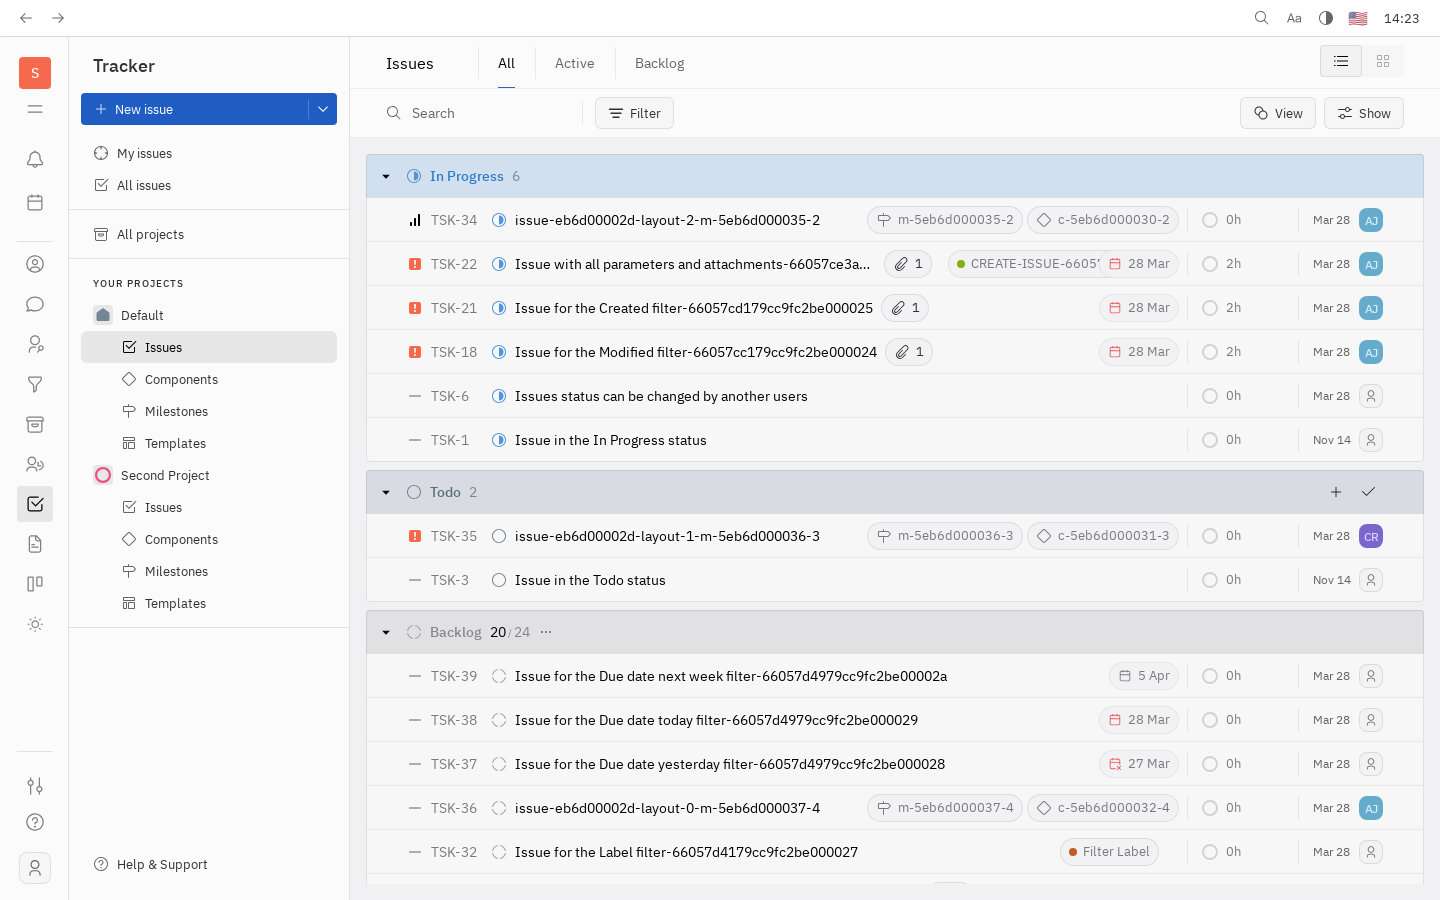 Aa
14:23
S
Tracker
New issue
My issues
All issues
All projects
YOUR PROJECTS
Default
Issues
Components
Milestones
Templates
Second Project
Issues
Components
Milestones
Templates
Help & Support
Issues
All
Active
Backlog
Search
Filter
View
Show
In Progress 6
TSK-34 issue-eb6d00002d-layout-2-m-5eb6d000035-2 m-5eb6d000035-2 c-5eb6d000030-2 0h Mar 28 AJ
TSK-22 Issue with all parameters and attachments-66057ce3a... 1 CREATE-ISSUE-6605 28 Mar 2h Mar 28 AJ
TSK-21 Issue for the Created filter-66057cd179cc9fc2be000025 1 28 Mar 2h Mar 28 AJ
TSK-18 Issue for the Modified filter-66057cc179cc9fc2be000024 1 28 Mar 2h Mar 28 AJ
TSK-6 Issues status can be changed by another users 0h Mar 28
TSK-1 Issue in the In Progress status 0h Nov 14
Todo 2
TSK-35 issue-eb6d00002d-layout-1-m-5eb6d000036-3 m-5eb6d000036-3 c-5eb6d000031-3 0h Mar 28 CR
TSK-3 Issue in the Todo status 0h Nov 14
Backlog 20 / 24 ...
TSK-39 Issue for the Due date next week filter-66057d4979cc9fc2be00002a 5 Apr 0h Mar 28
TSK-38 Issue for the Due date today filter-66057d4979cc9fc2be000029 28 Mar 0h Mar 28
TSK-37 Issue for the Due date yesterday filter-66057d4979cc9fc2be000028 27 Mar 0h Mar 28
TSK-36 issue-eb6d00002d-layout-0-m-5eb6d000037-4 m-5eb6d000037-4 c-5eb6d000032-4 0h Mar 28 AJ
TSK-32 Issue for the Label filter-66057d4179cc9fc2be000027 Filter Label 0h Mar 28